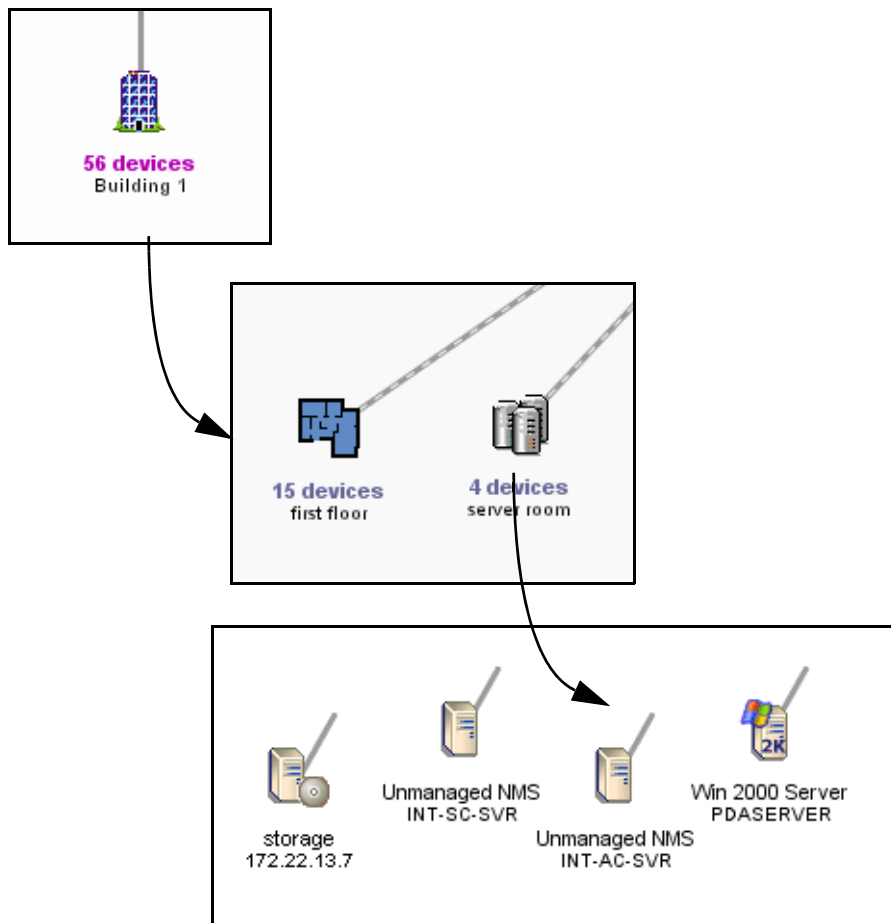 56 devices
Building 1
15 devices
first floor
4 devices
server room
2K
storage
172.22.13.7
Unmanaged NMS
INT-SC-SVR
Unmanaged NMS
INT-AC-SVR
Win 2000 Server
PDASERVER